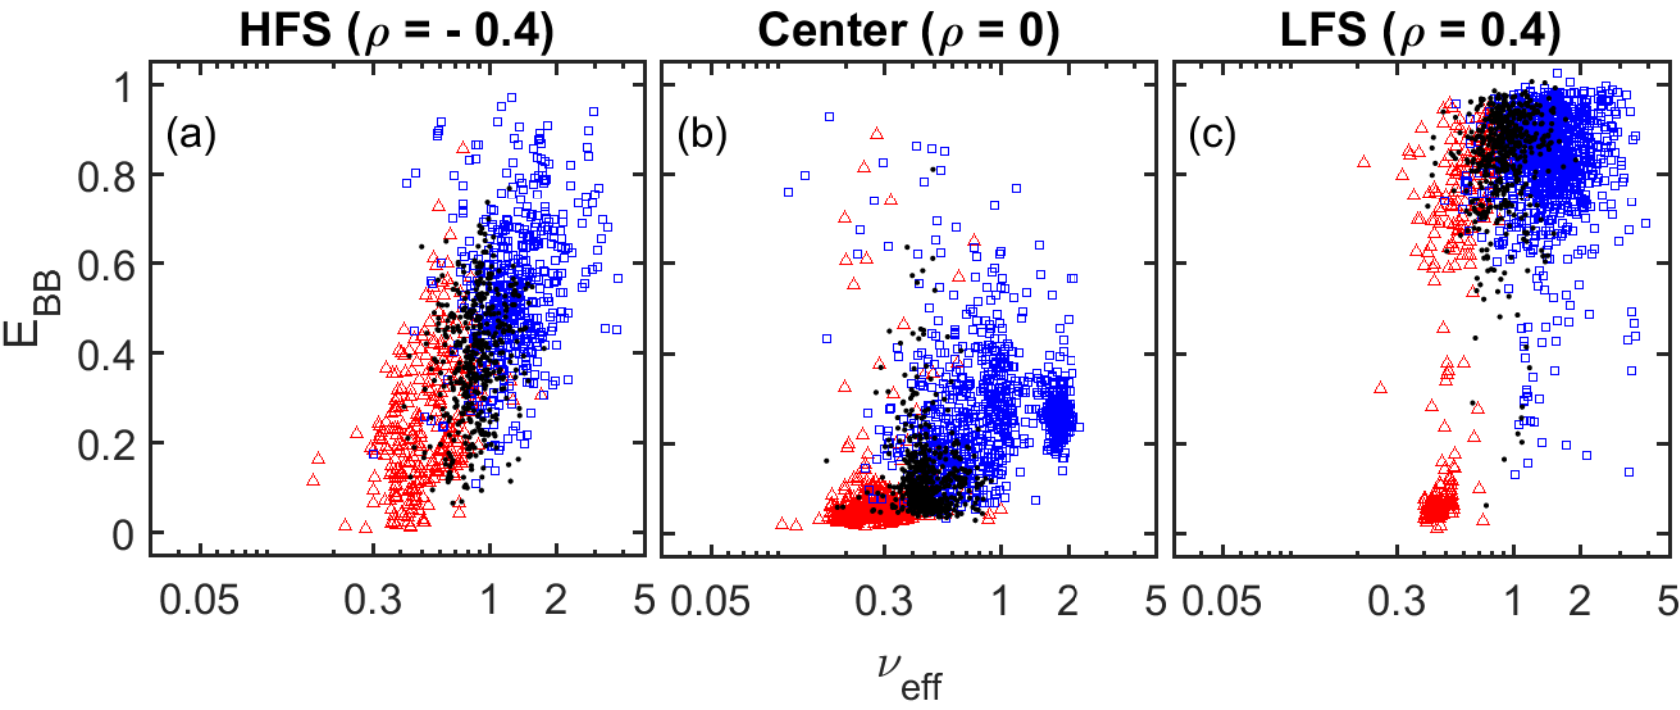 HFS (ρ = - 0.4) Center (ρ = 0) LFS (ρ = 0.4)
(a) (b) (c)
1
0.8
0.6
0.4
0.2
0
E_BB
0.05 0.3 1 2 5 0.05 0.3 1 2 5 0.05 0.3 1 2 5
ν_eff